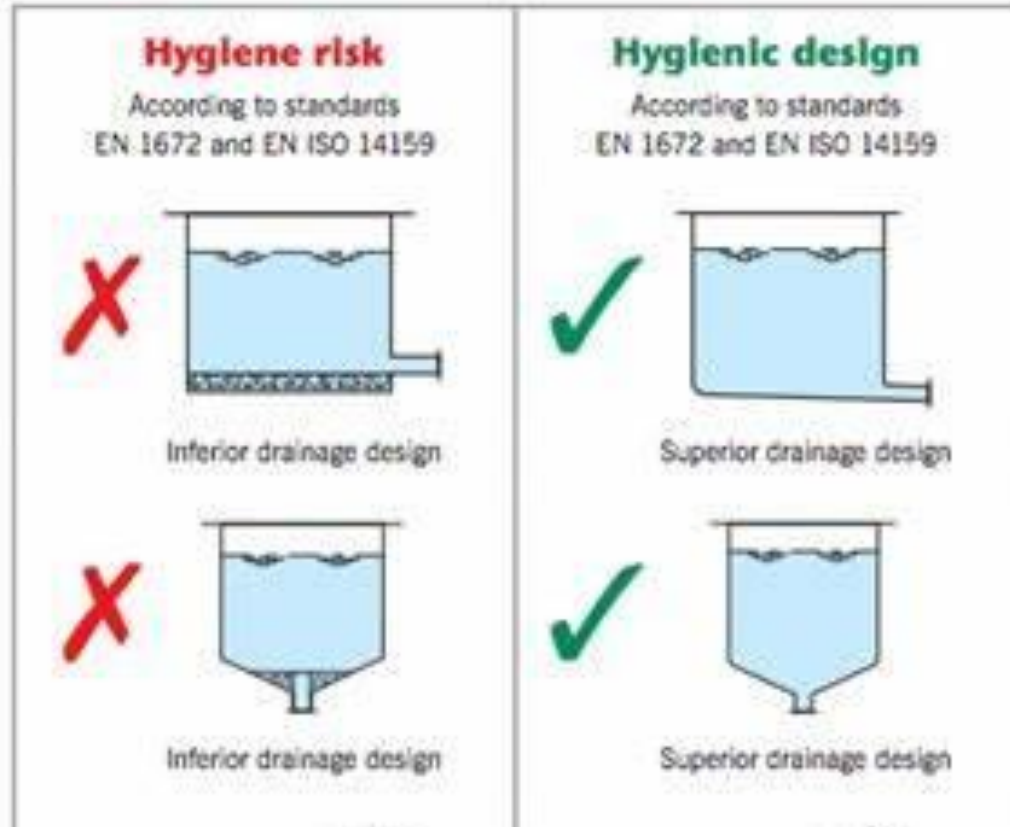 Hygiene risk
According to standards
EN 1672 and EN ISO 14159
Hygienic design
According to standards
EN 1672 and EN ISO 14159
Inferior drainage design
Superior drainage design
Inferior drainage design
Superior drainage design